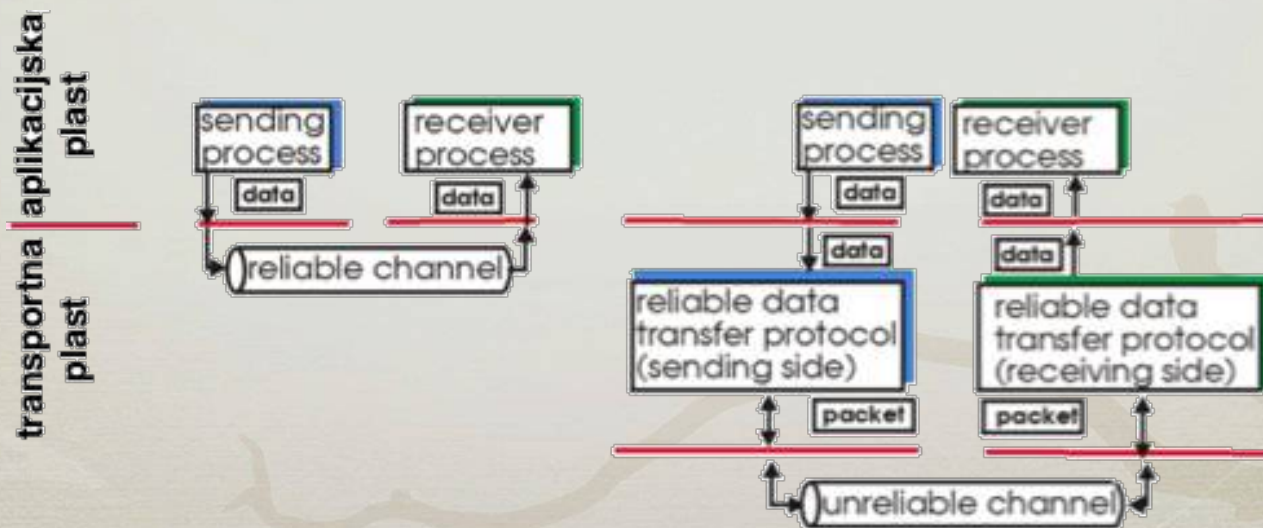 aplikacijska
plast
transportna
plast
sending
process
data
receiver
process
data
reliable channel
sending
process
data
receiver
process
data
data
data
reliable data
transfer protocol
(sending side)
reliable data
transfer protocol
(receiving side)
packet
packet
unreliable channel